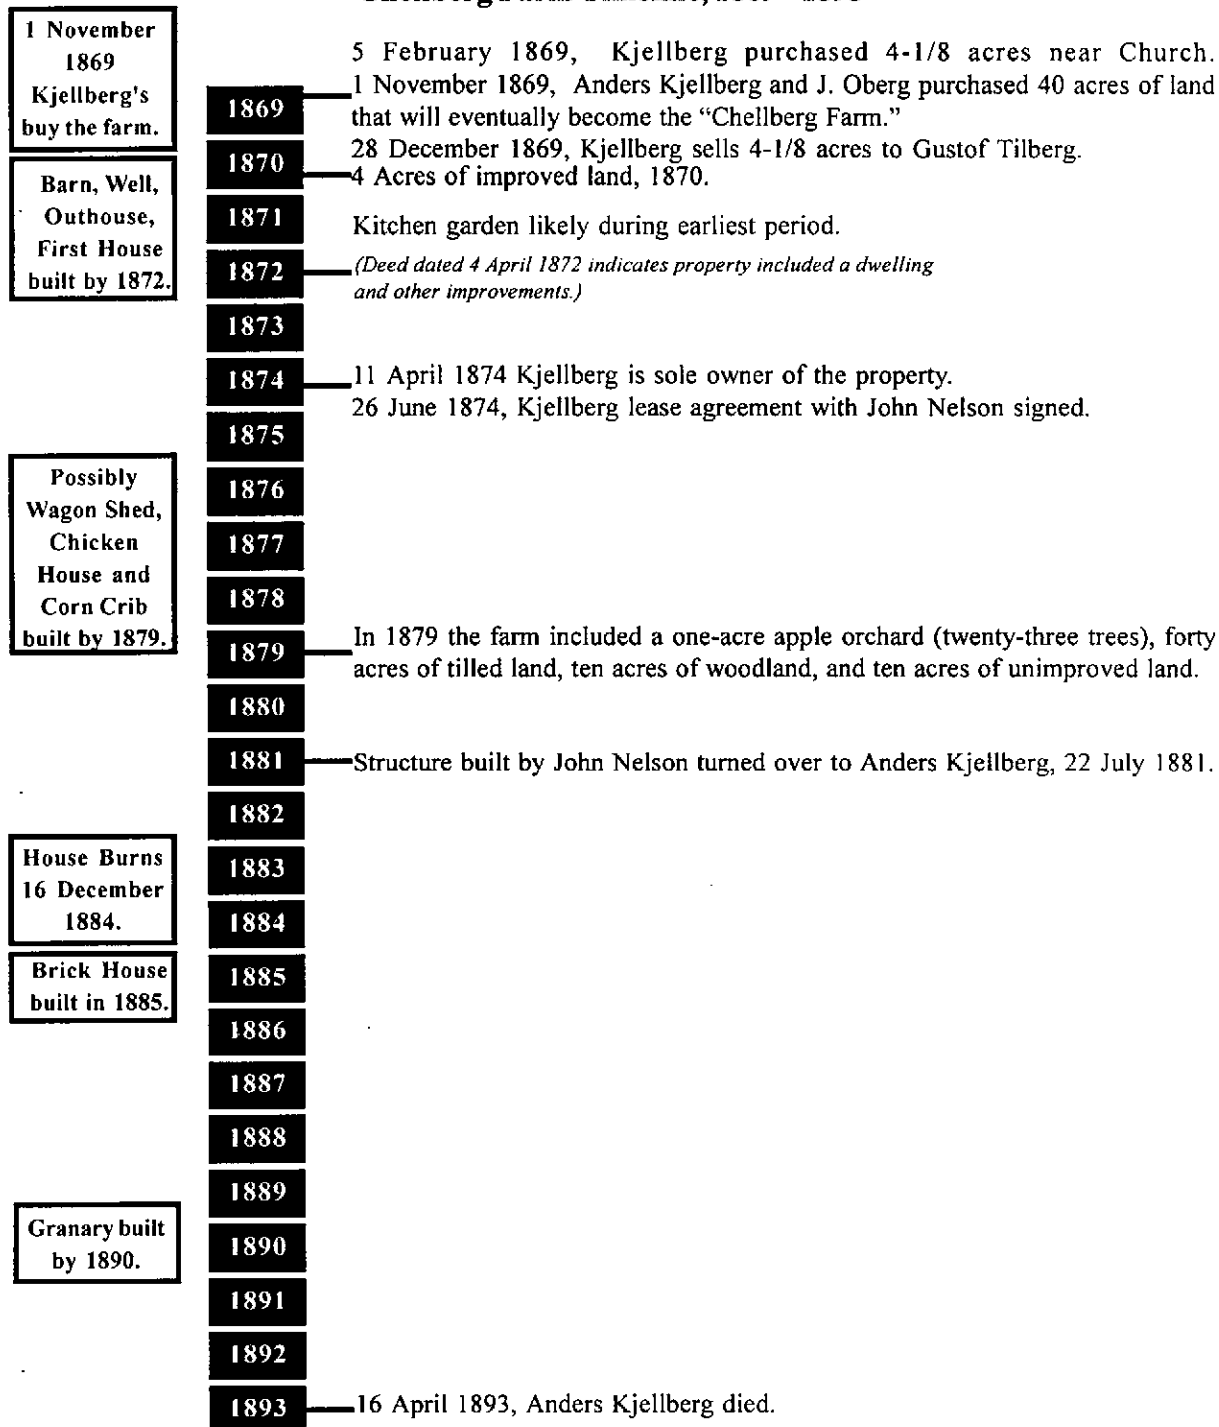 1 November
1869
Kjellberg's
buy the farm.
5 February 1869, Kjellberg purchased 4-1/8 acres near Church.
1869
1 November 1869, Anders Kjellberg and J. Oberg purchased 40 acres of land
that will eventually become the “Chellberg Farm.”
28 December 1869, Kjellberg sells 4-1/8 acres to Gustof Tilberg.
1870
4 Acres of improved land, 1870.
Barn, Well,
Outhouse,
First House
built by 1872.
1871
Kitchen garden likely during earliest period.
1872
(Deed dated 4 April 1872 indicates property included a dwelling
and other improvements.)
1873
1874
11 April 1874 Kjellberg is sole owner of the property.
26 June 1874, Kjellberg lease agreement with John Nelson signed.
1875
Possibly
Wagon Shed,
Chicken
House and
Corn Crib
built by 1879.
1876
1877
1878
1879
In 1879 the farm included a one-acre apple orchard (twenty-three trees), forty
acres of tilled land, ten acres of woodland, and ten acres of unimproved land.
1880
1881
Structure built by John Nelson turned over to Anders Kjellberg, 22 July 1881.
1882
House Burns
16 December
1884.
1883
1884
Brick House
built in 1885.
1885
1886
1887
1888
1889
Granary built
by 1890.
1890
1891
1892
1893
16 April 1893, Anders Kjellberg died.